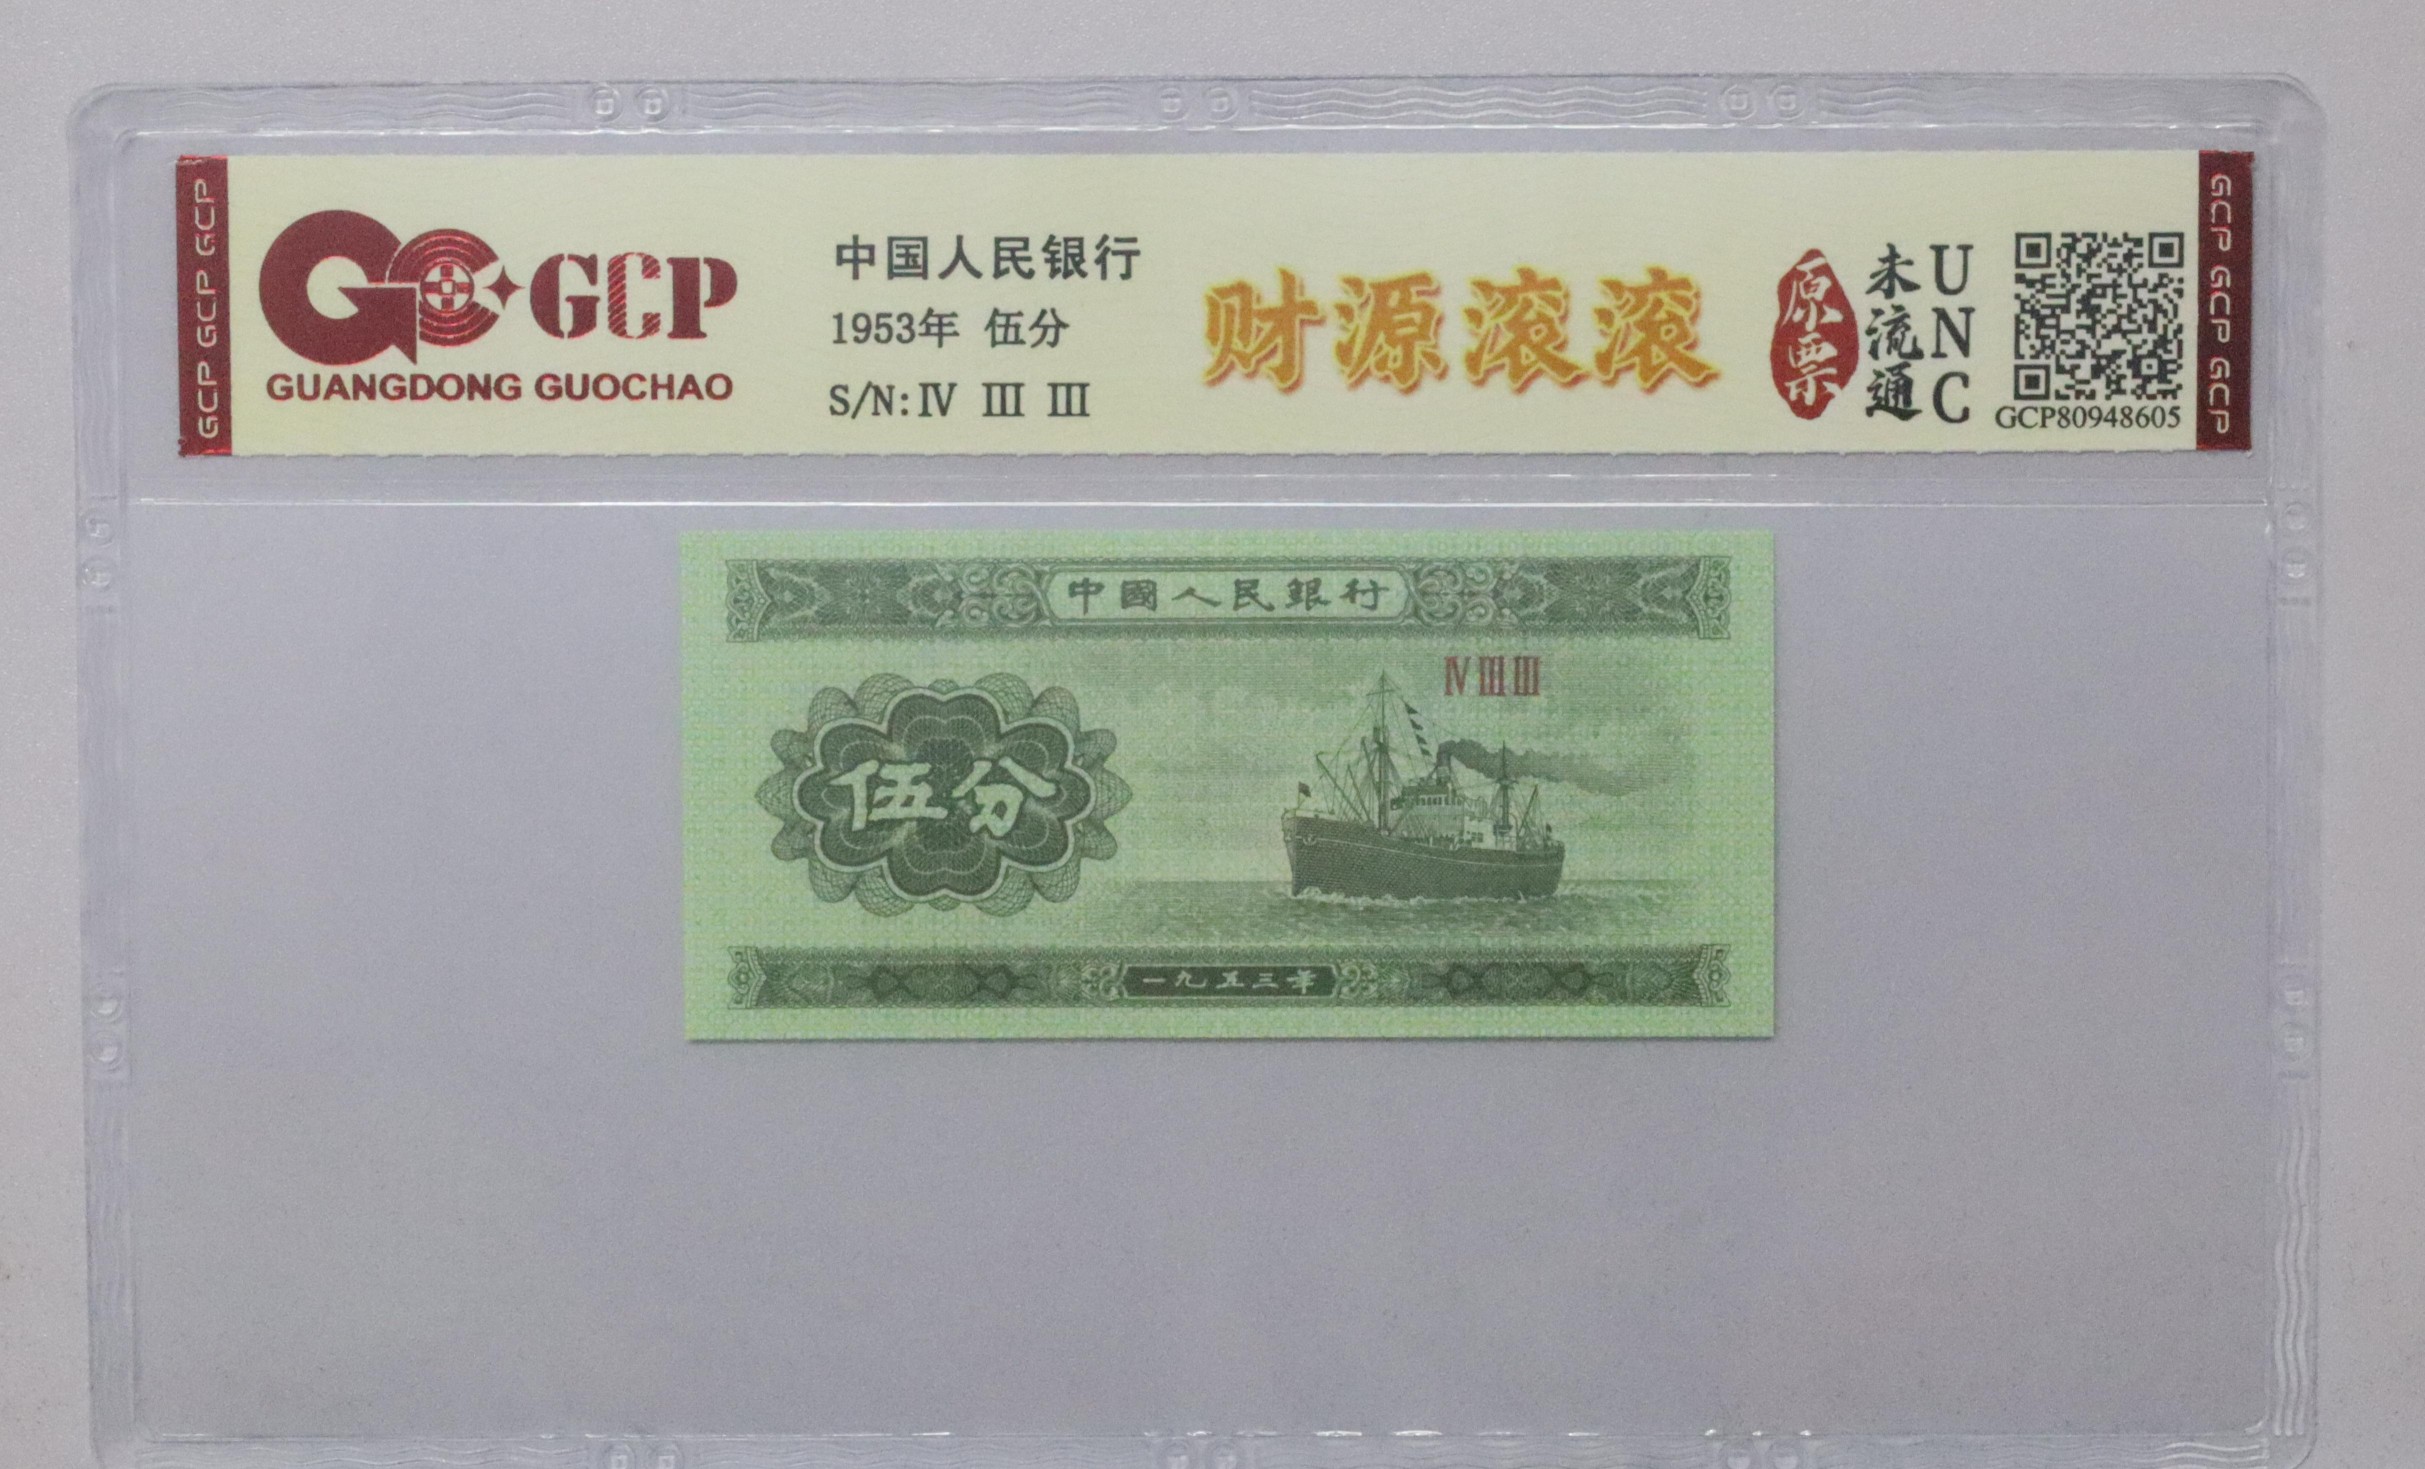 GCP GCP GCP
GCP
GUANGDONG GUOCHAO
中国人民银行
1953年 伍分
S/N:Ⅳ Ⅲ Ⅲ
财源滚滚
原票
未流通
UNC
GCP80948605
GCP GCP GCP
中國人民銀行
Ⅳ Ⅲ Ⅲ
伍分
一九五三年